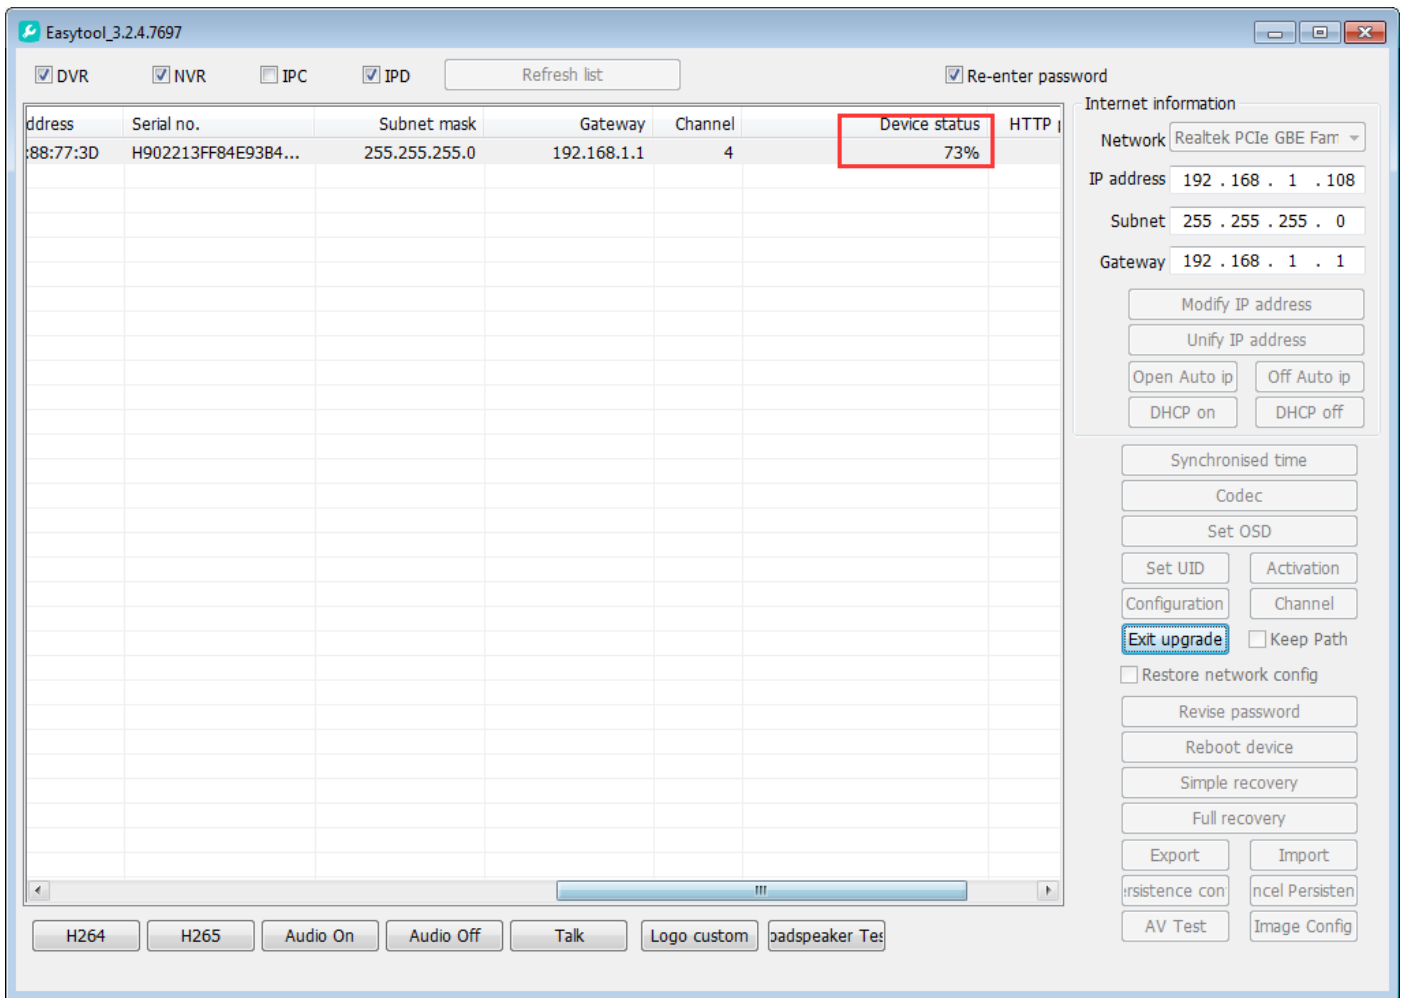 Easytool_3.2.4.7697
DVR NVR IPC IPD Refresh list Re-enter password
ddress Serial no. Subnet mask Gateway Channel Device status HTTP
:88:77:3D H902213FF84E93B4... 255.255.255.0 192.168.1.1 4 73%
Internet information
Network Realtek PCIe GBE Fam
IP address 192 . 168 . 1 . 108
Subnet 255 . 255 . 255 . 0
Gateway 192 . 168 . 1 . 1
Modify IP address
Unify IP address
Open Auto ip Off Auto ip
DHCP on DHCP off
Synchronised time
Codec
Set OSD
Set UID Activation
Configuration Channel
Exit upgrade Keep Path
Restore network config
Revise password
Reboot device
Simple recovery
Full recovery
Export Import
ersistence con ncel Persisten
AV Test Image Config
H264 H265 Audio On Audio Off Talk Logo custom oadspeaker Tes